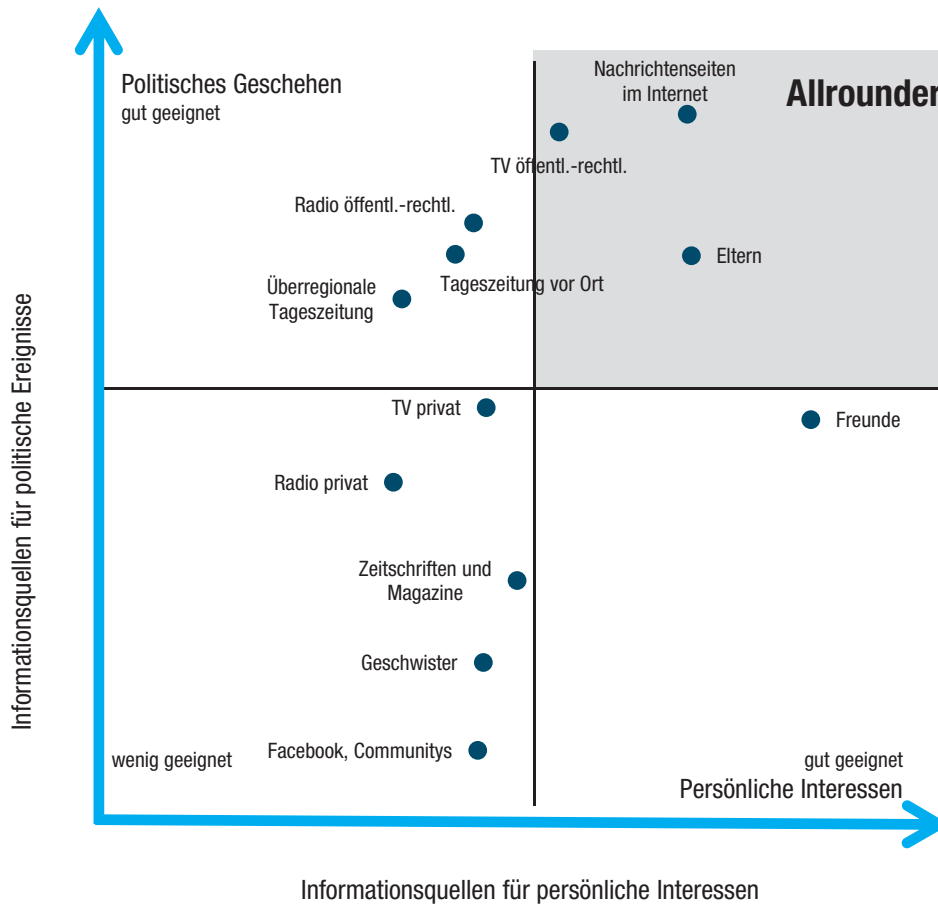 Politisches Geschehen
gut geeignet
Nachrichtenseiten
im Internet
Allrounder
TV öffentl.-rechtl.
Radio öffentl.-rechtl.
Eltern
Überregionale
Tageszeitung
Tageszeitung vor Ort
TV privat
Freunde
Radio privat
Zeitschriften und
Magazine
Geschwister
Facebook, Communitys
wenig geeignet
gut geeignet
Persönliche Interessen
Informationsquellen für politische Ereignisse
Informationsquellen für persönliche Interessen